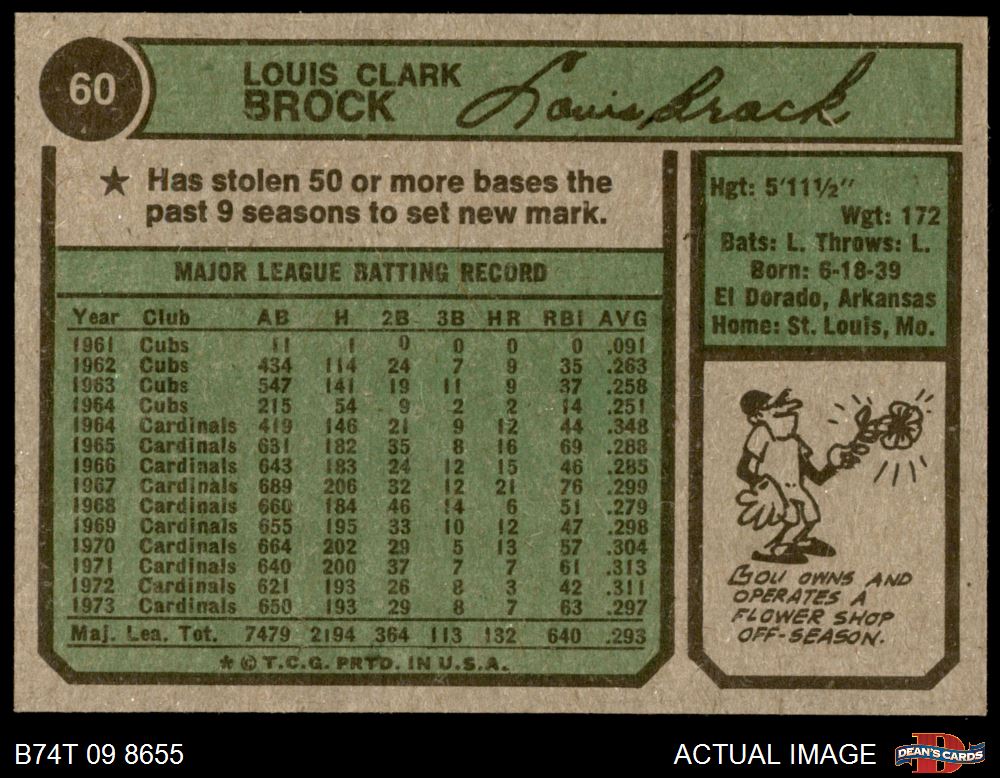 60
LOUIS CLARK
BROCK
Louis Brock
★ Has stolen 50 or more bases the
past 9 seasons to set new mark.
MAJOR LEAGUE BATTING RECORD
Year Club AB H 2B 3B HR RBI AVG
1961 Cubs 11 1 0 0 0 0 .091
1962 Cubs 434 114 24 7 9 35 .263
1963 Cubs 547 141 19 11 9 37 .258
1964 Cubs 215 54 9 2 2 14 .251
1964 Cardinals 419 146 21 9 12 44 .348
1965 Cardinals 631 182 35 8 16 69 .288
1966 Cardinals 643 183 24 12 15 46 .285
1967 Cardinals 689 206 32 12 21 76 .299
1968 Cardinals 660 184 46 14 6 51 .279
1969 Cardinals 655 195 33 10 12 47 .298
1970 Cardinals 664 202 29 5 13 57 .304
1971 Cardinals 640 200 37 7 7 61 .313
1972 Cardinals 621 193 26 8 3 42 .311
1973 Cardinals 650 193 29 8 7 63 .297
Maj. Lea. Tot. 7479 2194 364 113 132 640 .293
* © T.C.G. PRTD. IN U.S.A.
Hgt: 5'11½"
Wgt: 172
Bats: L. Throws: L.
Born: 6-18-39
El Dorado, Arkansas
Home: St. Louis, Mo.
LOU OWNS AND
OPERATES A
FLOWER SHOP
OFF-SEASON.
B74T 09 8655
ACTUAL IMAGE
DEAN'S CARDS